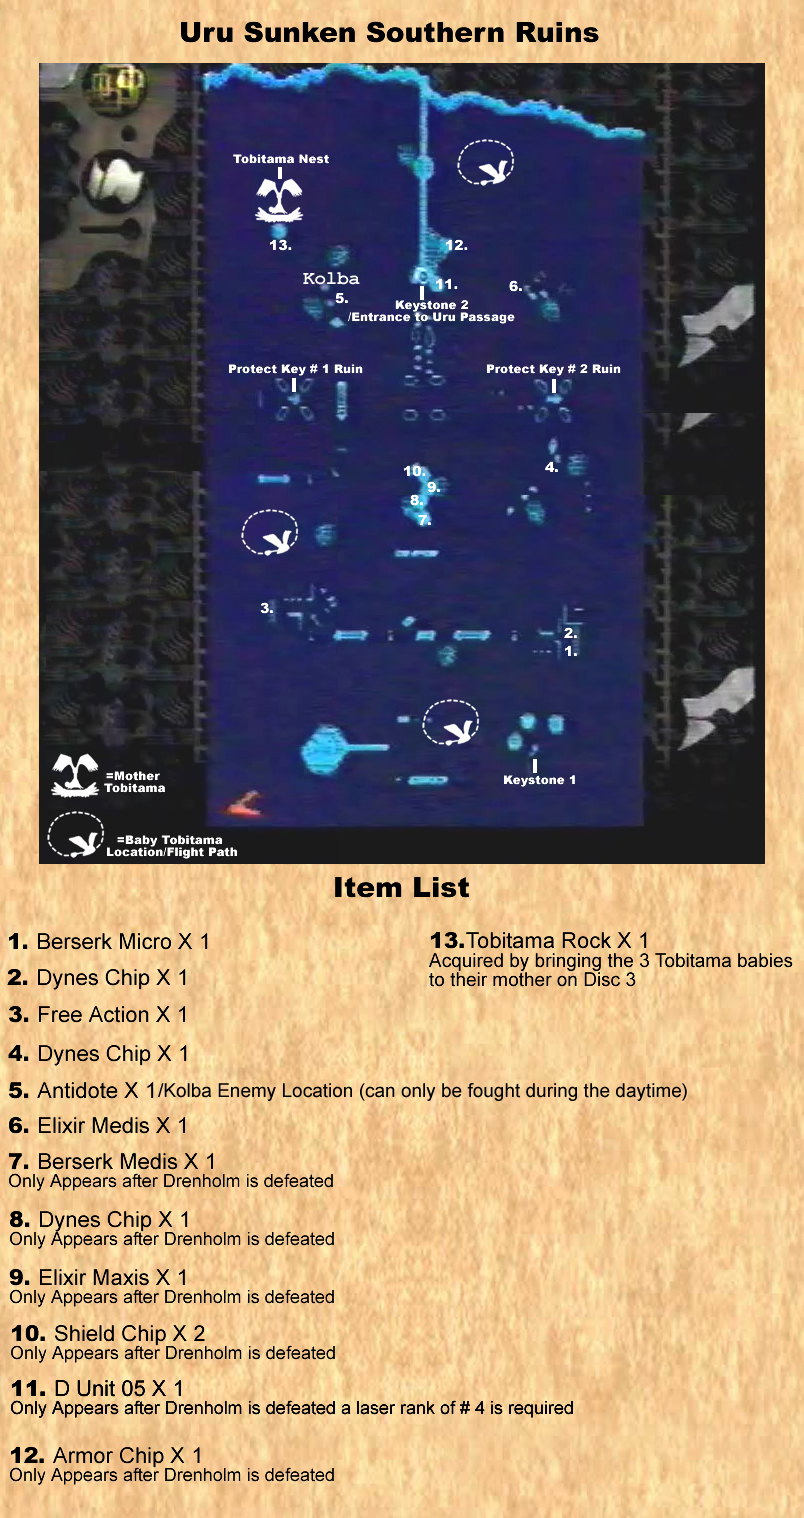 Uru Sunken Southern Ruins
Tobitama Nest
13.
12.
Kolba
5.
11.
6.
Keystone 2
/Entrance to Uru Passage
Protect Key # 1 Ruin
Protect Key # 2 Ruin
10.
9.
8.
7.
4.
3.
2.
1.
Keystone 1
=Mother
Tobitama
=Baby Tobitama
Location/Flight Path
Item List
1. Berserk Micro X 1
2. Dynes Chip X 1
3. Free Action X 1
4. Dynes Chip X 1
5. Antidote X 1/Kolba Enemy Location (can only be fought during the daytime)
6. Elixir Medis X 1
7. Berserk Medis X 1
Only Appears after Drenholm is defeated
8. Dynes Chip X 1
Only Appears after Drenholm is defeated
9. Elixir Maxis X 1
Only Appears after Drenholm is defeated
10. Shield Chip X 2
Only Appears after Drenholm is defeated
11. D Unit 05 X 1
Only Appears after Drenholm is defeated a laser rank of # 4 is required
12. Armor Chip X 1
Only Appears after Drenholm is defeated
13.Tobitama Rock X 1
Acquired by bringing the 3 Tobitama babies
to their mother on Disc 3